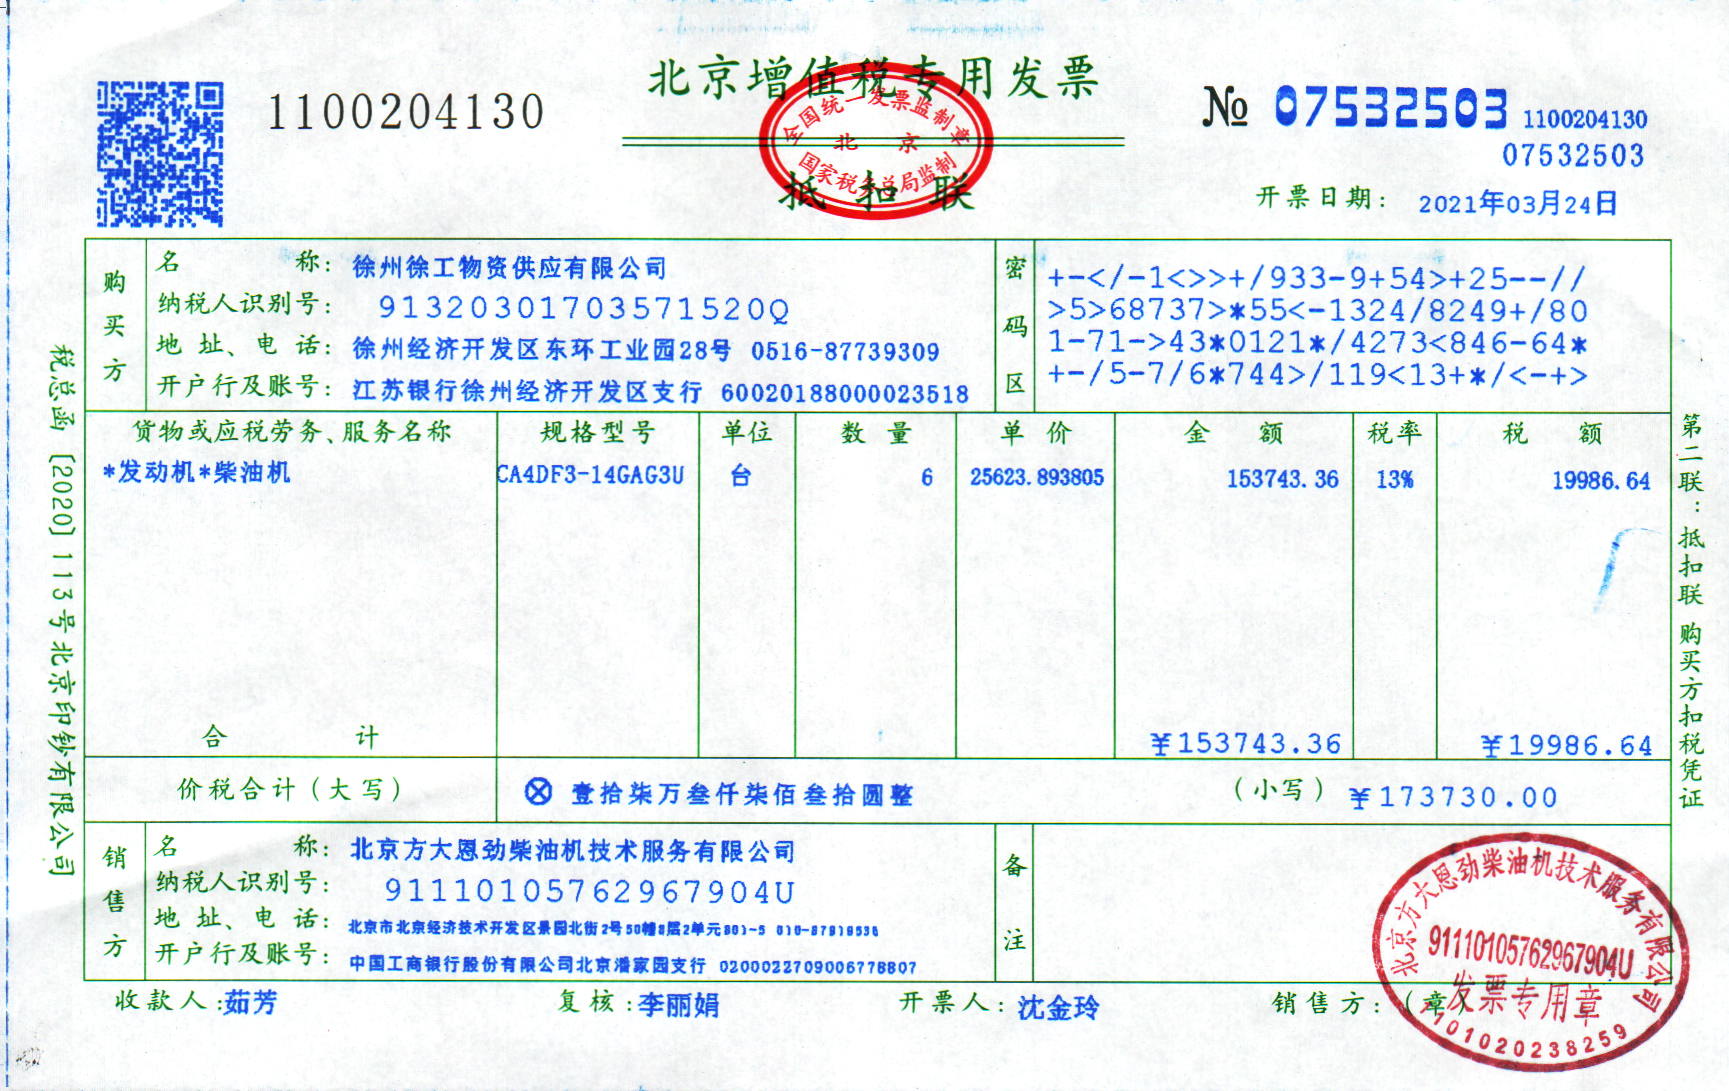 北京增值税专用发票
1100204130
№ 07532503
1100204130
07532503
全国统一发票监制章
北京
国家税务总局监制
抵扣联
开票日期： 2021年03月24日
购买方
名称： 徐州徐工物资供应有限公司
纳税人识别号： 91320301703571520Q
地址、电话： 徐州经济开发区东环工业园28号 0516-87739309
开户行及账号： 江苏银行徐州经济开发区支行 60020188000023518
密码区
+-</-1<>>+/933-9+54>+25--//
>5>68737>*55<-1324/8249+/80
1-71->43*0121*/4273<846-64*
+-/5-7/6*744>/119<13+*/<-+>
货物或应税劳务、服务名称 规格型号 单位 数量 单价 金额 税率 税额
*发动机*柴油机 CA4DF3-14GAG3U 台 6 25623.893805 153743.36 13% 19986.64
合计 ￥153743.36 ￥19986.64
价税合计（大写） ⊗ 壹拾柒万叁仟柒佰叁拾圆整 （小写） ￥173730.00
销售方
名称： 北京方大恩劲柴油机技术服务有限公司
纳税人识别号： 91110105762967904U
地址、电话： 北京市北京经济技术开发区景园北街2号50幢8层2单元801-5
开户行及账号： 中国工商银行股份有限公司北京潘家园支行 0200022709006778807
备注
收款人：茹芳 复核：李丽娟 开票人：沈金玲 销售方：（章）
北京方大恩劲柴油机技术服务有限公司
91110105762967904U
发票专用章
1101020238259
税总函〔2020〕113号北京印钞有限公司
第二联：抵扣联 购买方扣税凭证